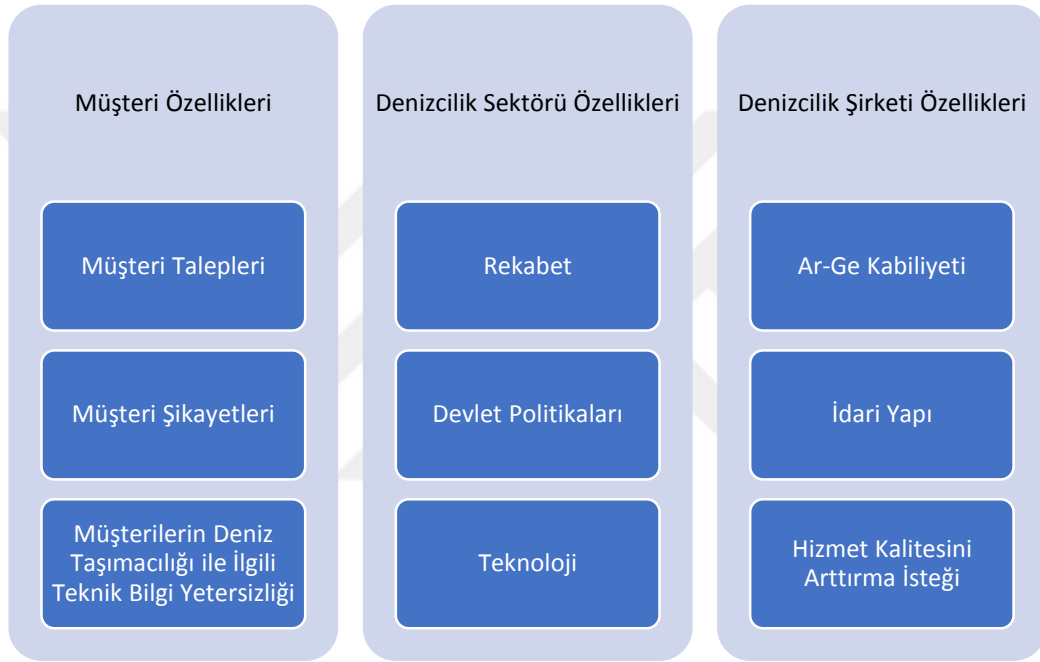 Müşteri Özellikleri
Müşteri Talepleri
Müşteri Şikayetleri
Müşterilerin Deniz
Taşımacılığı ile İlgili
Teknik Bilgi Yetersizliği
Denizcilik Sektörü Özellikleri
Rekabet
Devlet Politikaları
Teknoloji
Denizcilik Şirketi Özellikleri
Ar-Ge Kabiliyeti
İdari Yapı
Hizmet Kalitesini
Arttırma İsteği